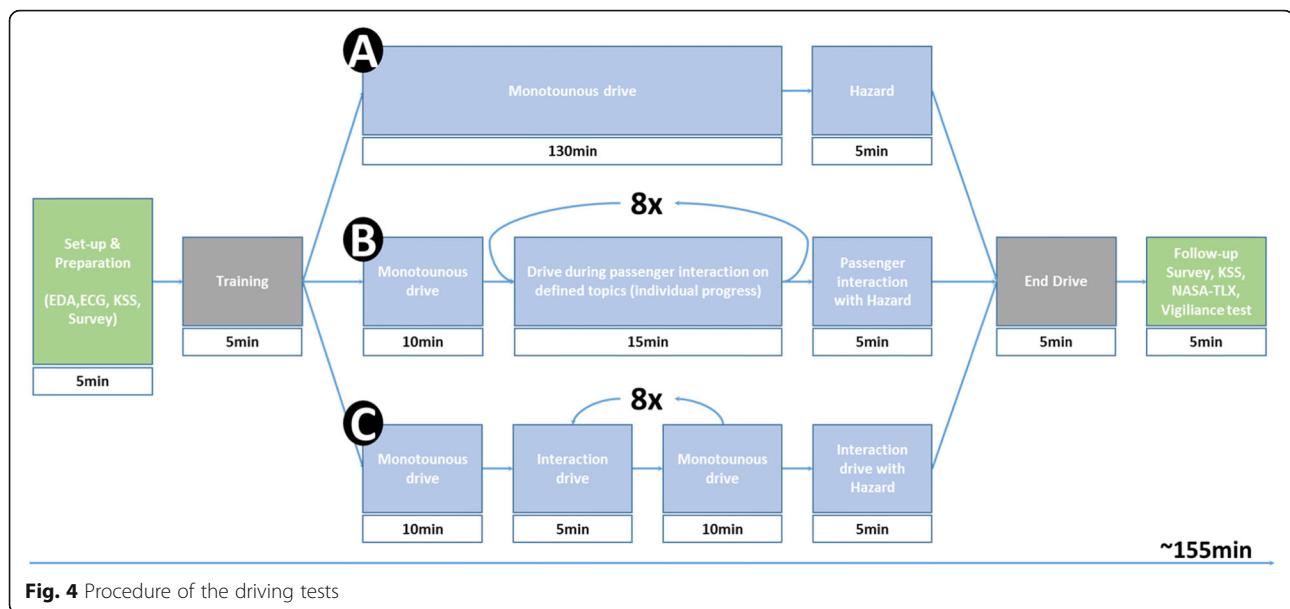 A
Monotounous drive
130min
Hazard
5min
Set-up &
Preparation
(EDA,ECG, KSS,
Survey)
5min
Training
5min
8x
B
Monotounous
drive
10min
Drive during passenger interaction on
defined topics (individual progress)
15min
Passenger
interaction
with Hazard
5min
End Drive
5min
Follow-up
Survey, KSS,
NASA-TLX,
Vigiliance test
5min
8x
C
Monotounous
drive
10min
Interaction
drive
5min
Monotounous
drive
10min
Interaction
drive with
Hazard
5min
~155min
Fig. 4 Procedure of the driving tests